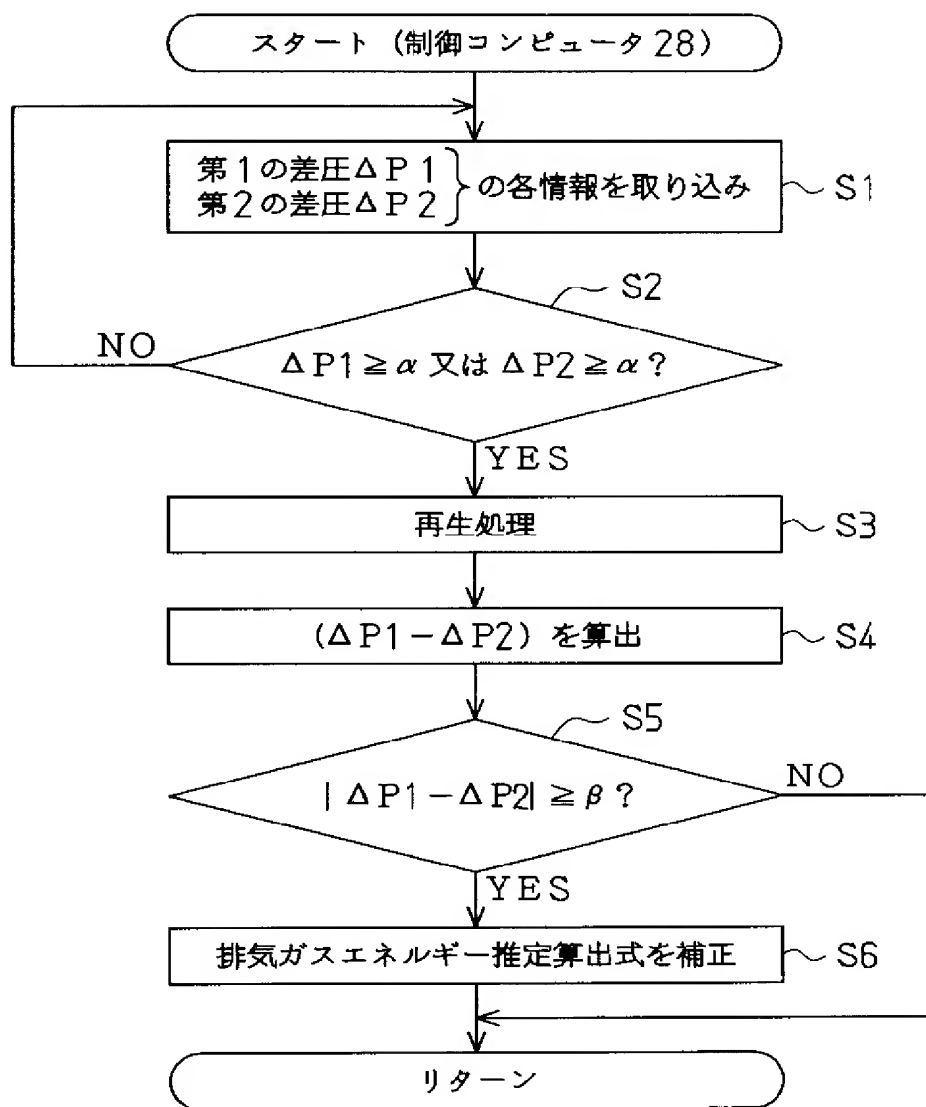 スタート（制御コンピュータ28）
第1の差圧ΔP1
第2の差圧ΔP2
}の各情報を取り込み
S1
S2
NO
ΔP1≧α 又は ΔP2≧α？
YES
再生処理
S3
(ΔP1－ΔP2) を算出
S4
S5
NO
|ΔP1－ΔP2|≧β？
YES
排気ガスエネルギー推定算出式を補正
S6
リターン